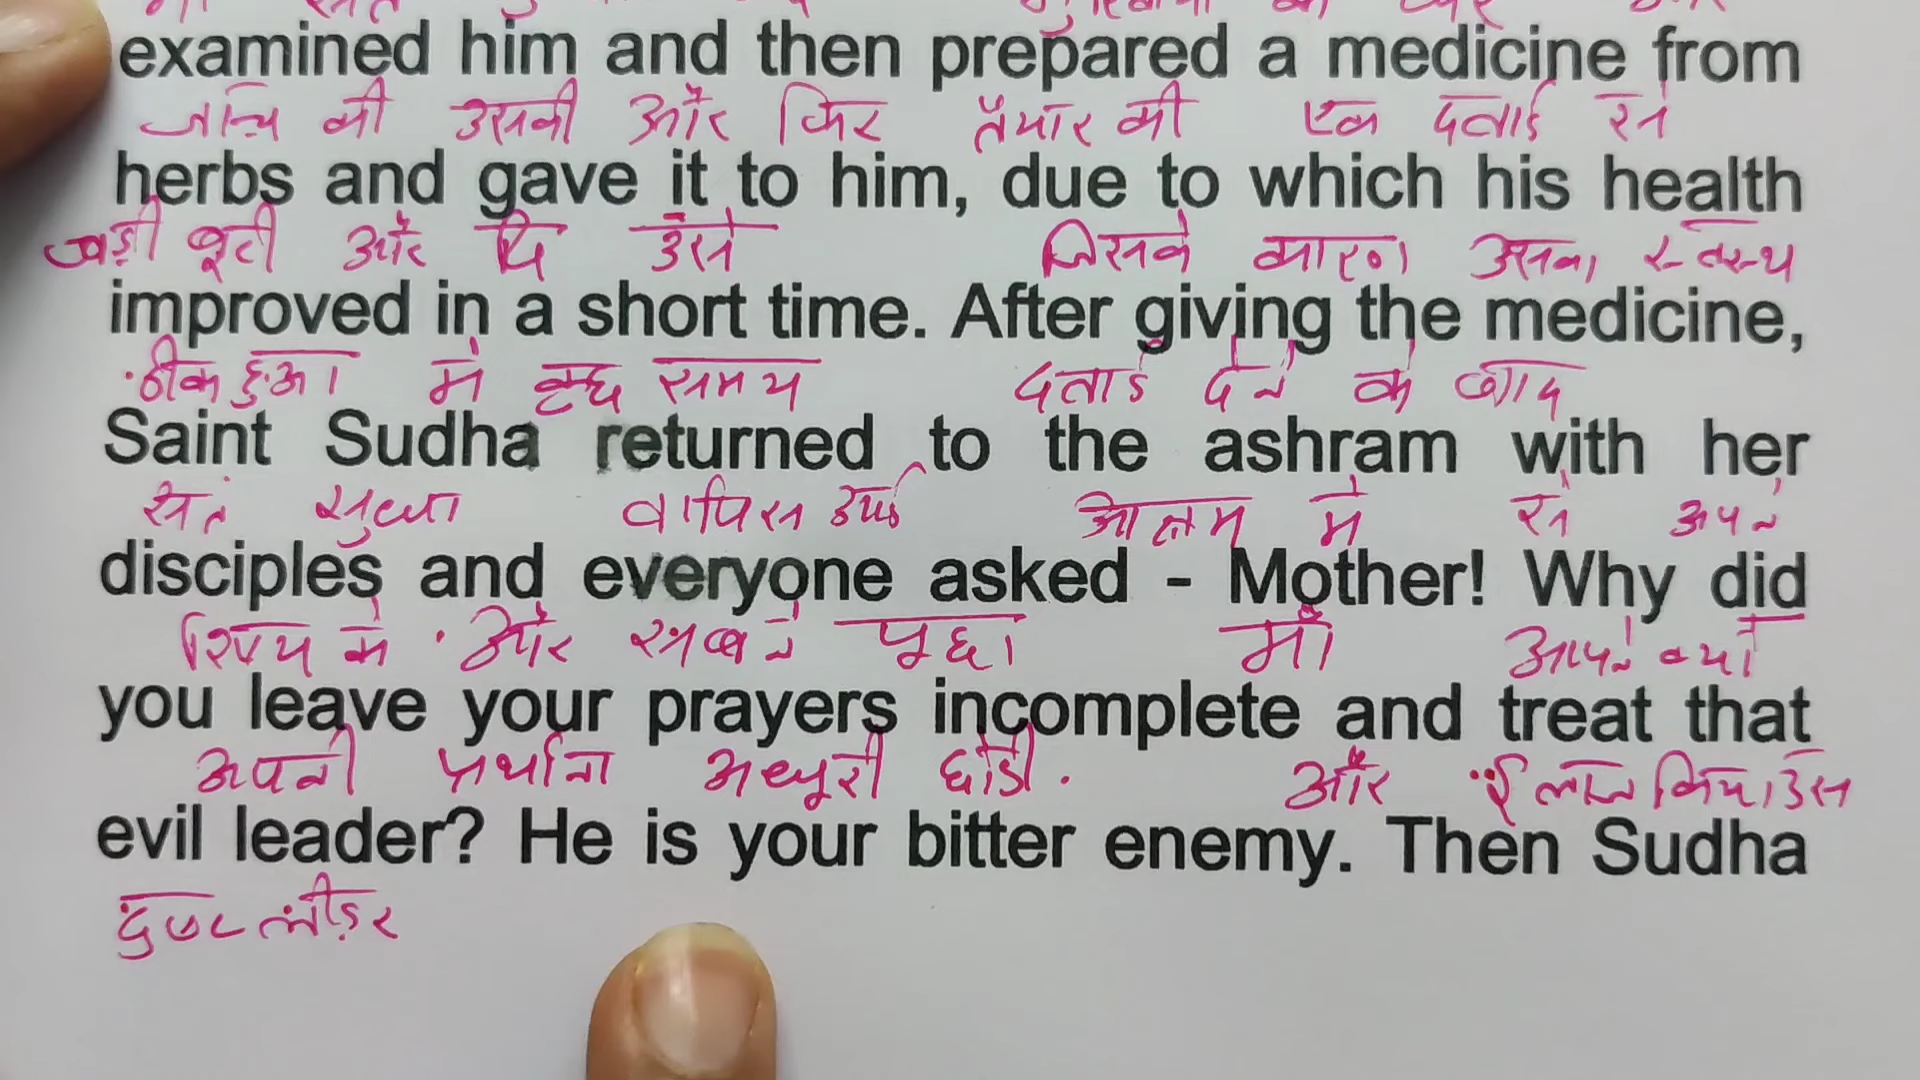 examined him and then prepared a medicine from
जाँच की उसकी और फिर तैयार की एक दवाई से
herbs and gave it to him, due to which his health
जड़ी बूटी और दि उसे जिसके कारण उसका स्वस्थ
improved in a short time. After giving the medicine,
ठीक हुआ में कुछ समय दवाई देने के बाद
Saint Sudha returned to the ashram with her
संत सुधा वापिस में से अपने
disciples and everyone asked - Mother! Why did
शिष्य के और सबने पूछा माँ आपने क्यों
you leave your prayers incomplete and treat that
अपनी अधूरी छोडी. और ईलाज किया उस
evil leader? He is your bitter enemy. Then Sudha
दुष्ट लीडर